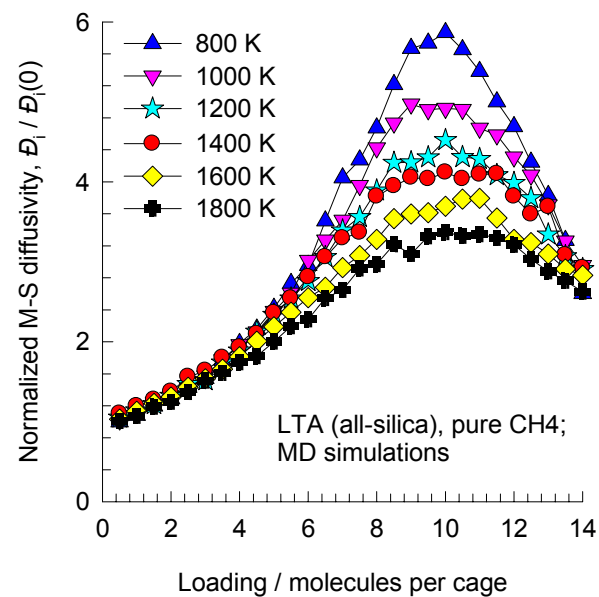 Normalized M-S diffusivity, Đi / Đi(0)
6
4
2
0
800 K
1000 K
1200 K
1400 K
1600 K
1800 K
LTA (all-silica), pure CH4;
MD simulations
0 2 4 6 8 10 12 14
Loading / molecules per cage